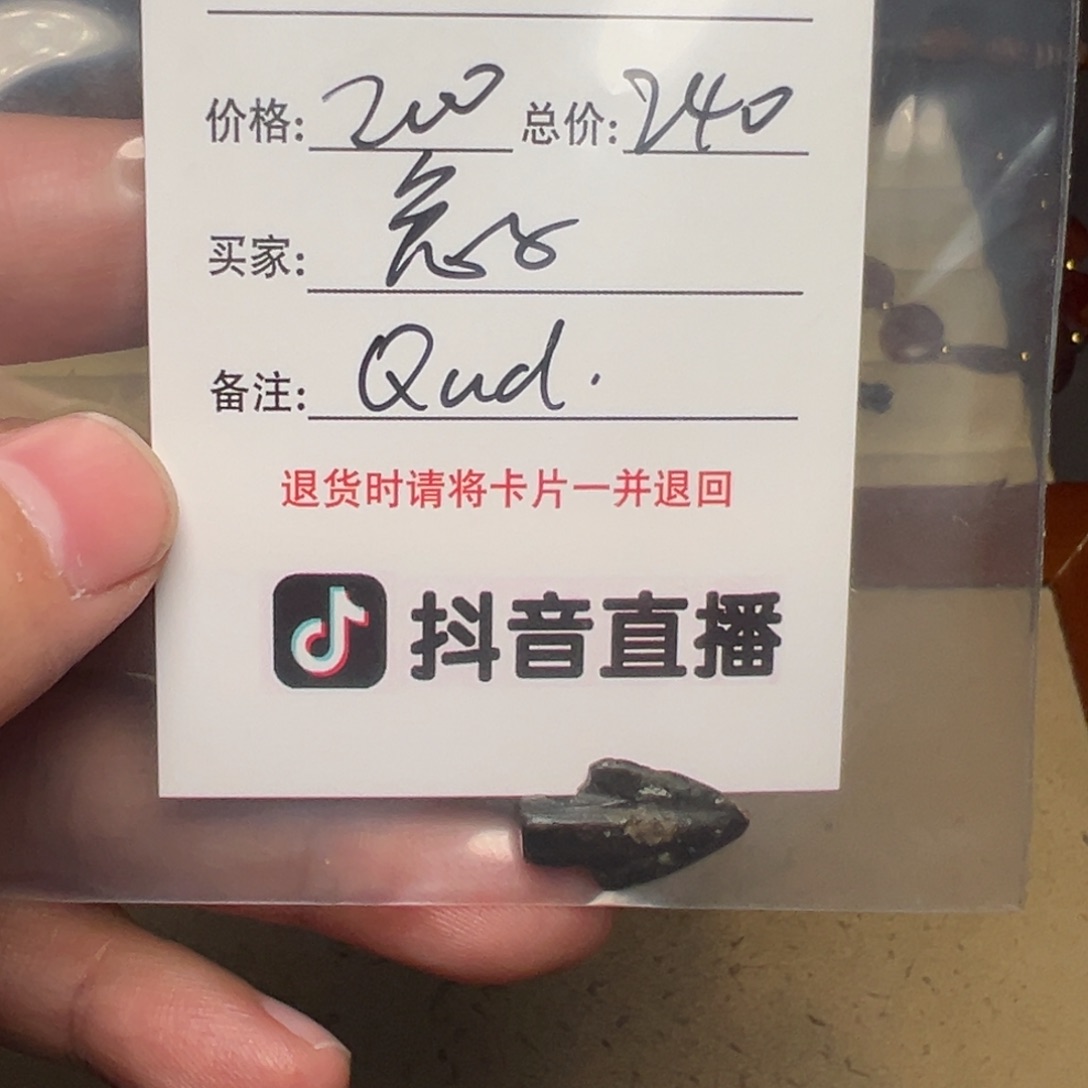 价格: 200 总价: 240
买家:
备注: Qud.
退货时请将卡片一并退回
抖音直播